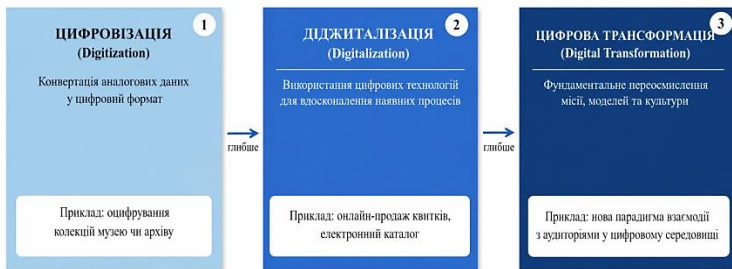 1
ЦИФРОВІЗАЦІЯ
(Digitization)
Конвертація аналогових даних
у цифровий формат
Приклад: оцифрування
колекцій музею чи архіву
глибше
2
ДІДЖИТАЛІЗАЦІЯ
(Digitalization)
Використання цифрових технологій
для вдосконалення наявних процесів
Приклад: онлайн-продаж квитків,
електронний каталог
глибше
3
ЦИФРОВА ТРАНСФОРМАЦІЯ
(Digital Transformation)
Фундаментальне переосмислення
місії, моделей та культури
Приклад: нова парадигма взаємодії
з аудиторіями у цифровому середовищі